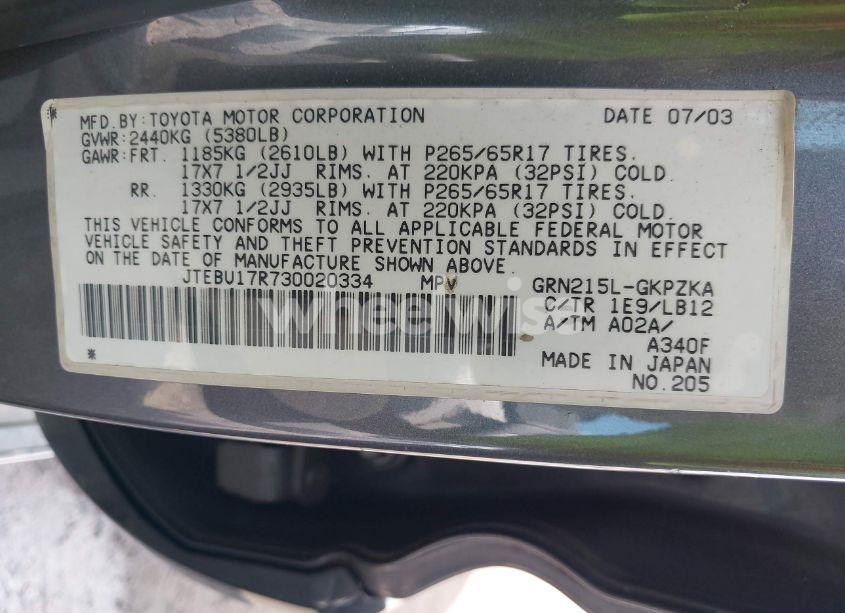 MFD.BY:TOYOTA MOTOR CORPORATION DATE 07/03
GVWR:2440KG (5380LB)
GAWR:FRT. 1185KG (2610LB) WITH P265/65R17 TIRES.
17X7 1/2JJ RIMS. AT 220KPA (32PSI) COLD.
RR. 1330KG (2935LB) WITH P265/65R17 TIRES.
17X7 1/2JJ RIMS. AT 220KPA (32PSI) COLD.
THIS VEHICLE CONFORMS TO ALL APPLICABLE FEDERAL MOTOR
VEHICLE SAFETY AND THEFT PREVENTION STANDARDS IN EFFECT
ON THE DATE OF MANUFACTURE SHOWN ABOVE.
JTEBU17R730020334 MPV GRN215L-GKPZKA
C/TR 1E9/LB12
A/TM A02A/
A340F
MADE IN JAPAN
NO.205
wheelwise